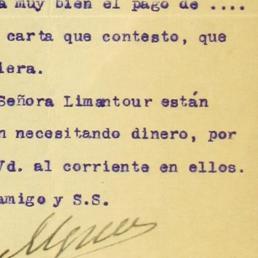 a muy bien el pago de ....
carta que contesto, que
iera.
Señora Limantour están
n necesitando dinero, por
Vd. al corriente en ellos.
amigo y S.S.